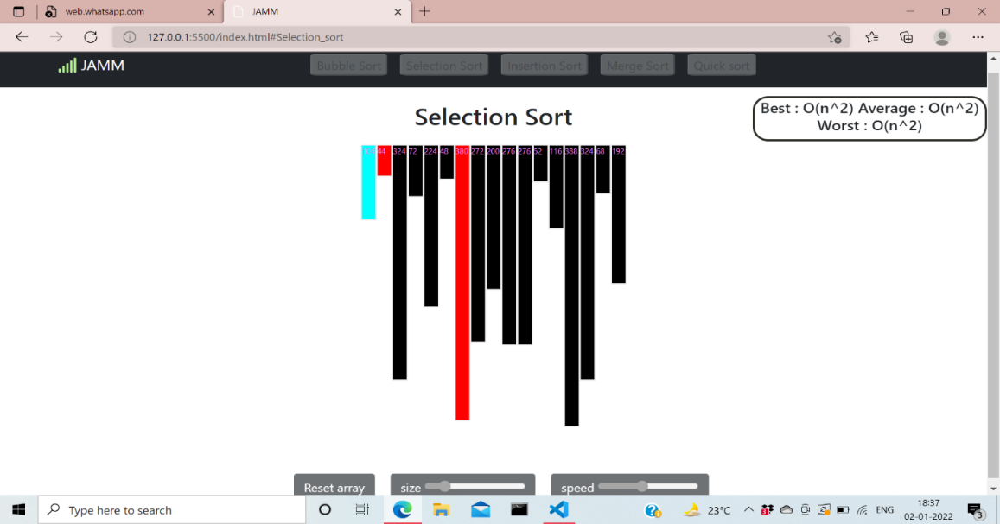 web.whatsapp.com
JAMM
127.0.0.1:5500/index.html#Selection_sort
JAMM Bubble Sort Selection Sort Insertion Sort Merge Sort Quick sort
Selection Sort
Best : O(n^2) Average : O(n^2)
Worst : O(n^2)
44 324 72 224 48 380 272 200 276 276 52 116 388 324 68 192
Reset array size speed
Type here to search
23°C
ENG
18:37
02-01-2022
3